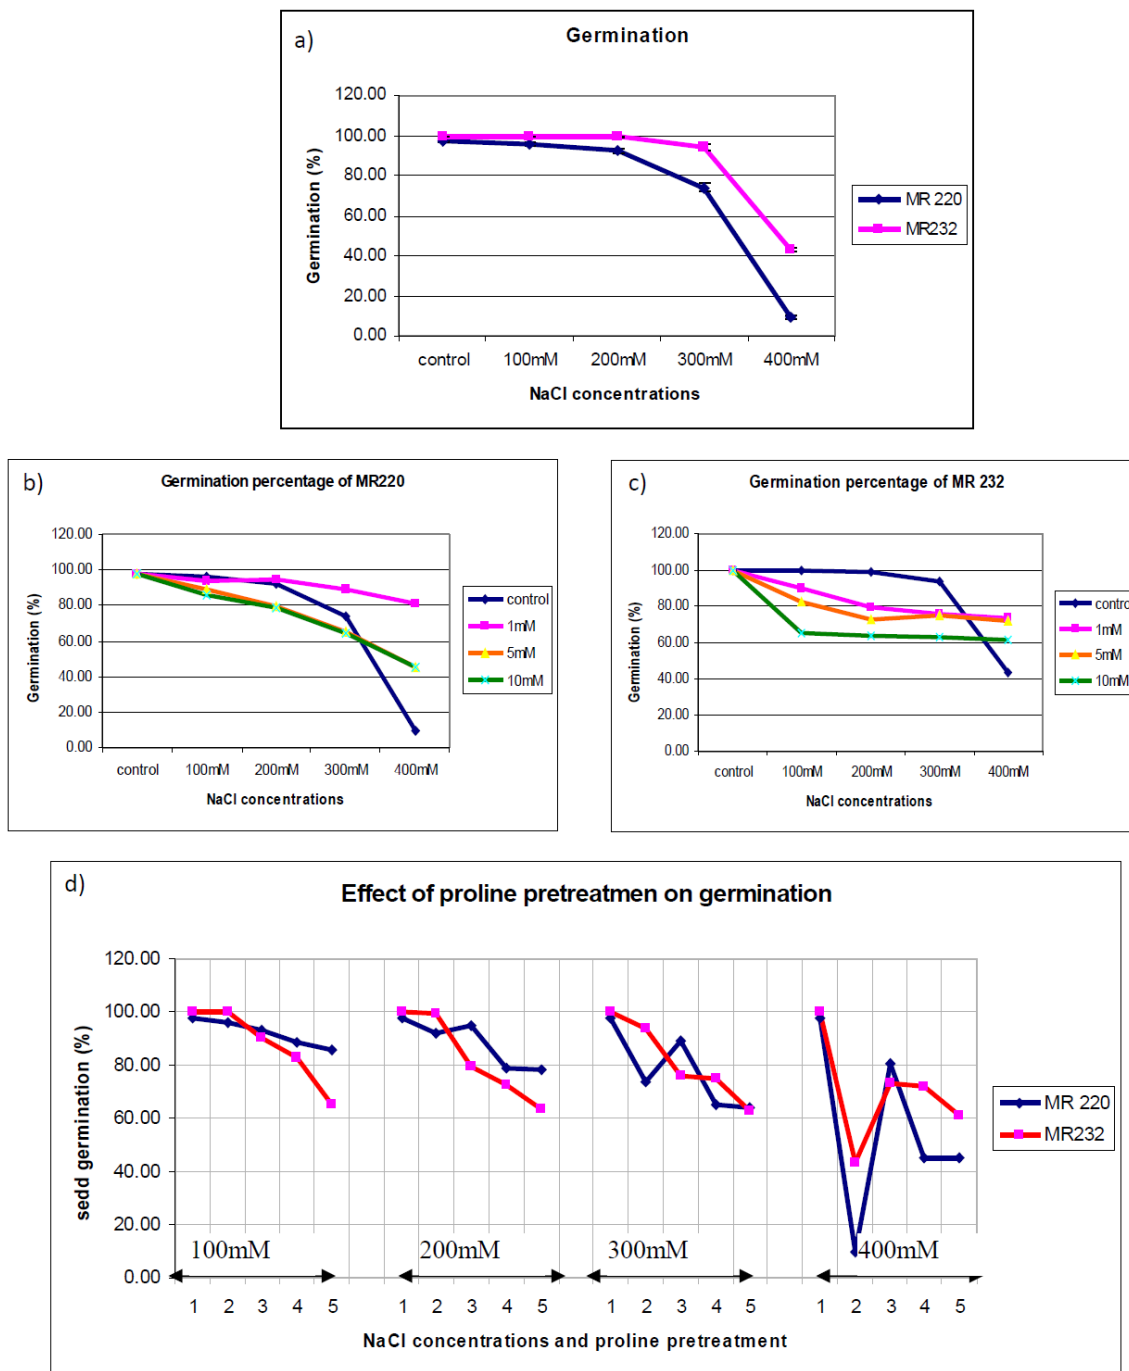 a)
Germination
120.00
100.00
80.00
60.00
40.00
20.00
0.00
Germination (%)
control 100mM 200mM 300mM 400mM
NaCl concentrations
MR 220
MR232
b)
Germination percentage of MR220
120.00
100.00
80.00
60.00
40.00
20.00
0.00
Germination (%)
control 100mM 200mM 300mM 400mM
NaCl concentrations
control
1mM
5mM
10mM
c)
Germination percentage of MR 232
120.00
100.00
80.00
60.00
40.00
20.00
0.00
Germination (%)
control 100mM 200mM 300mM 400mM
NaCl concentrations
control
1mM
5mM
10mM
d)
Effect of proline pretreatmen on germination
120.00
100.00
80.00
60.00
40.00
20.00
0.00
sedd germination (%)
100mM 200mM 300mM 400mM
1 2 3 4 5 1 2 3 4 5 1 2 3 4 5 1 2 3 4 5
NaCl concentrations and proline pretreatment
MR 220
MR232